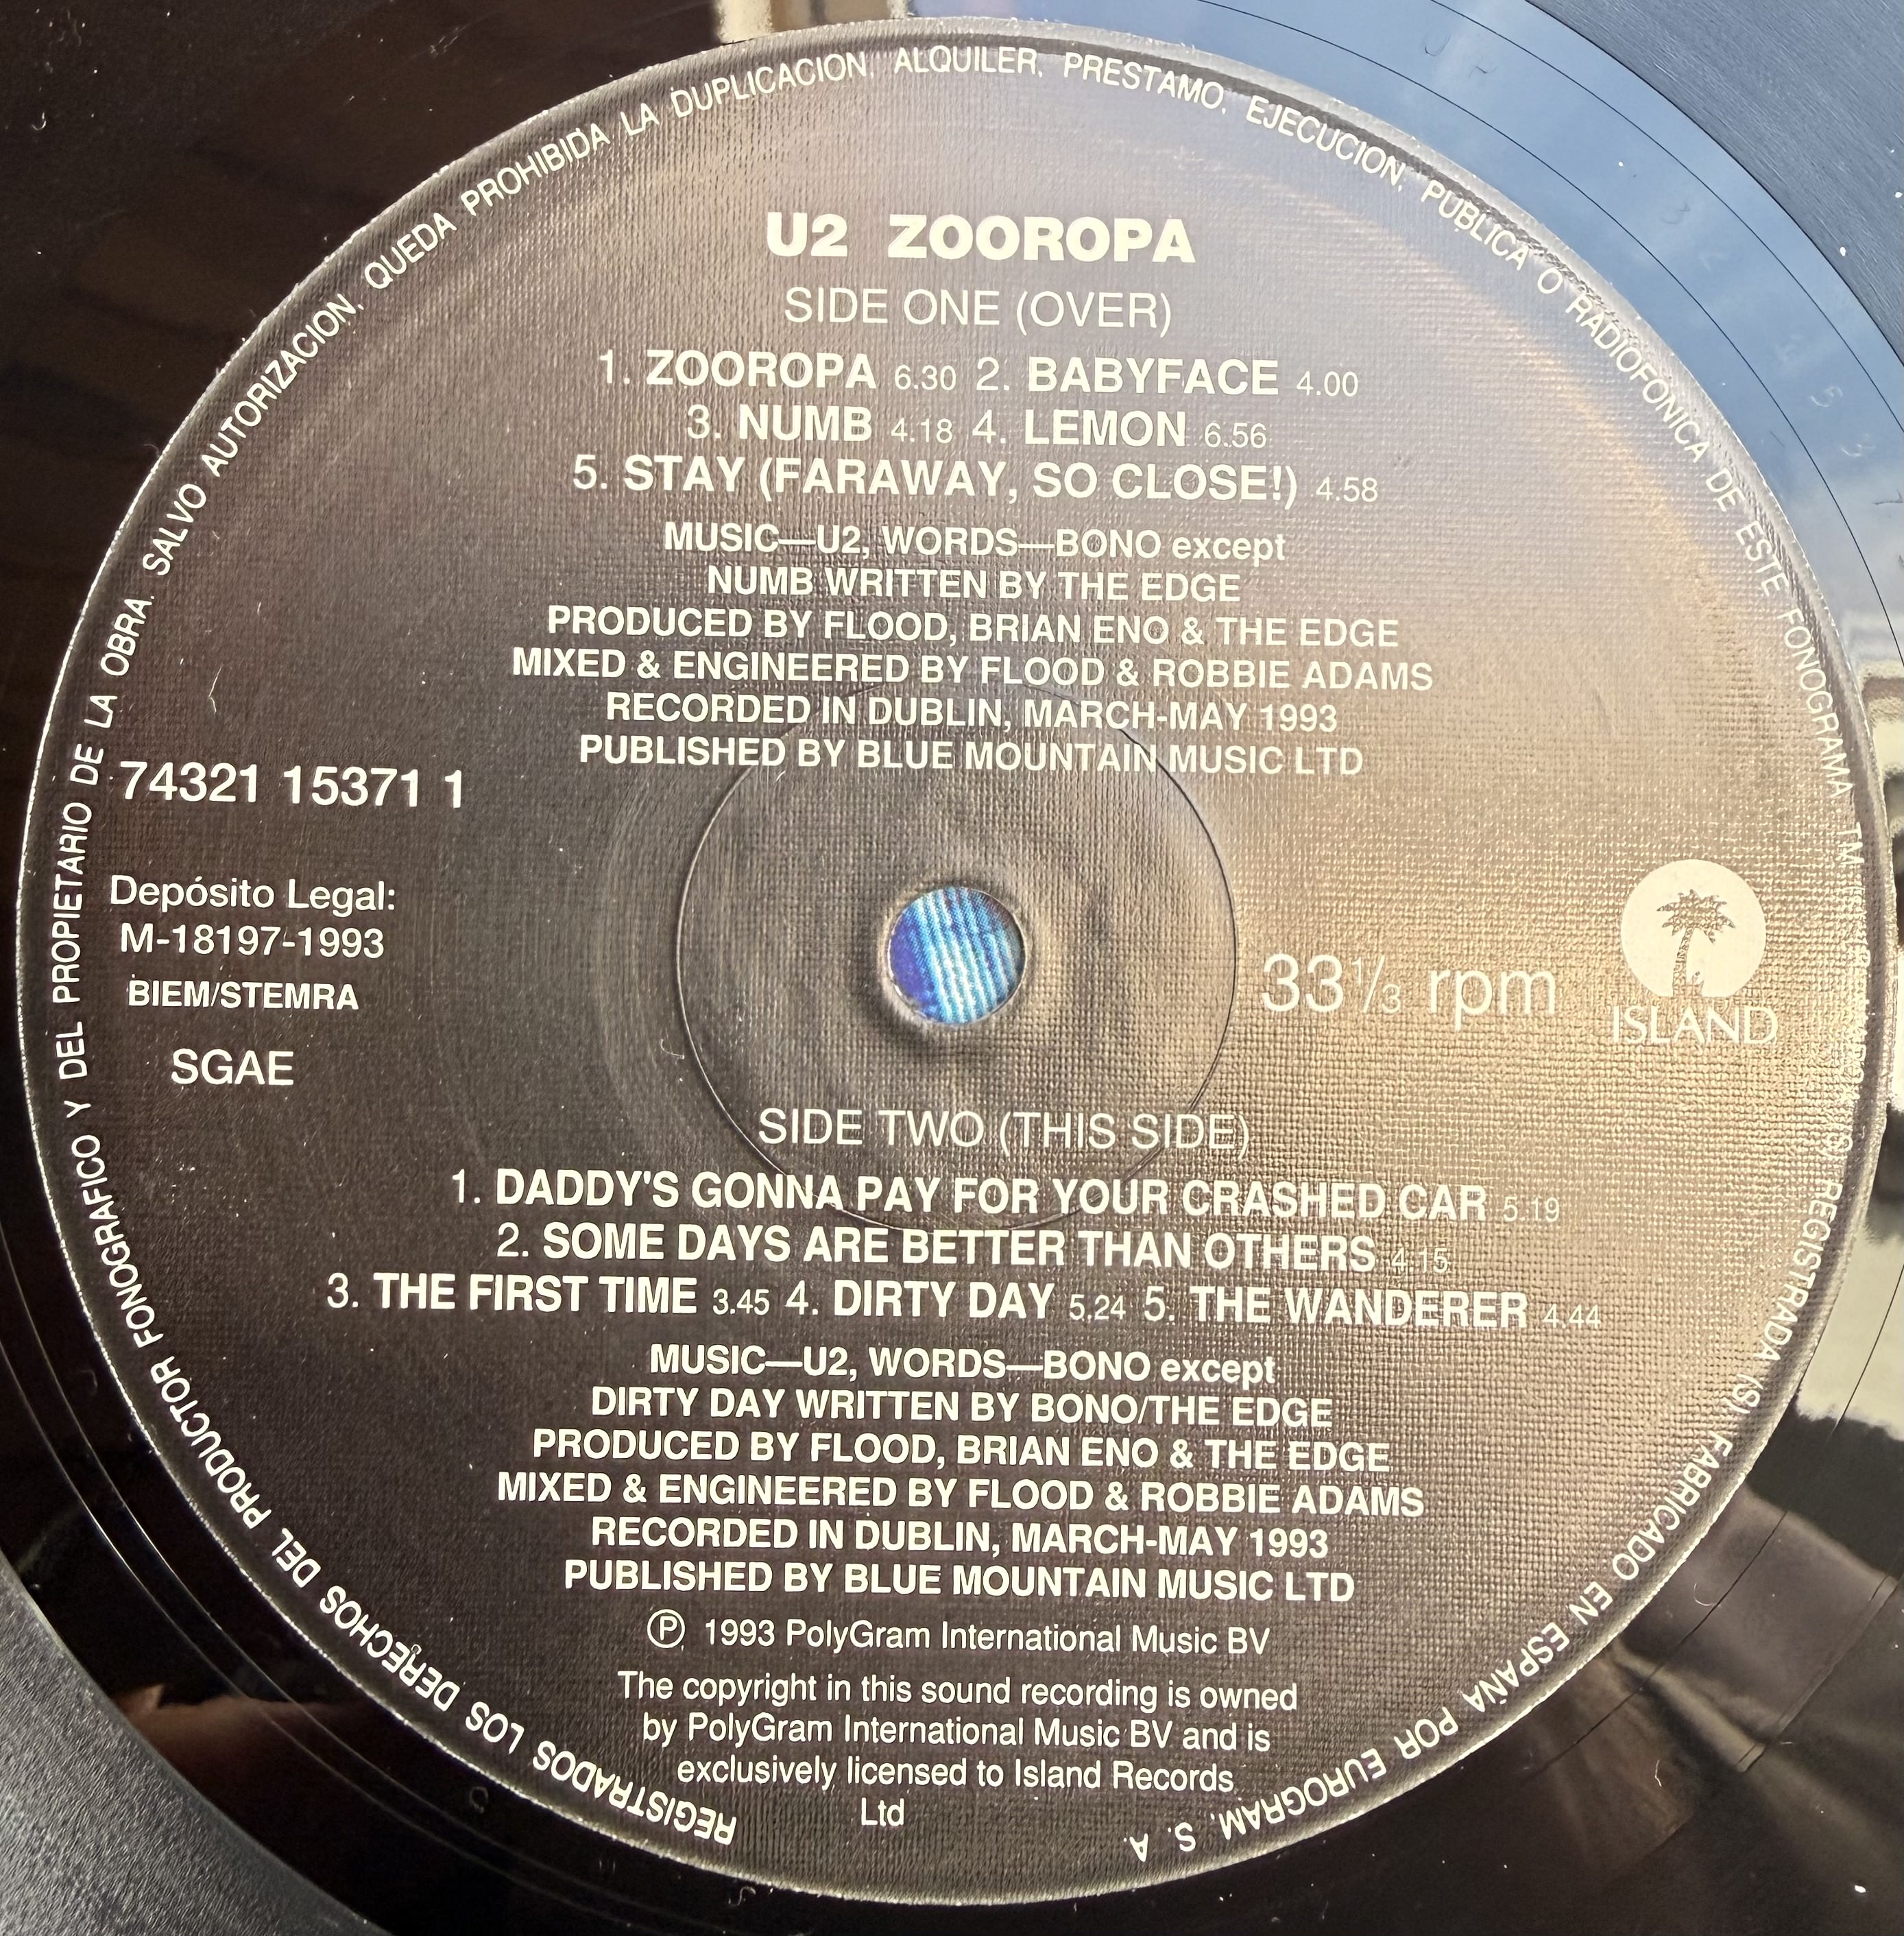 REGISTRADOS LOS DERECHOS DEL PRODUCTOR FONOGRAFICO Y DEL PROPIETARIO DE LA OBRA. SALVO AUTORIZACION, QUEDA PROHIBIDA LA DUPLICACION, ALQUILER, PRESTAMO, EJECUCION, PUBLICA O RADIOFONICA DE ESTE FONOGRAMA TM REGISTRADA (S). FABRICADO EN ESPAÑA POR EUROGRAM, S. A.
U2 ZOOROPA
SIDE ONE (OVER)
1. ZOOROPA 6.30 2. BABYFACE 4.00
3. NUMB 4.18 4. LEMON 6.56
5. STAY (FARAWAY, SO CLOSE!) 4.58
MUSIC—U2, WORDS—BONO except
NUMB WRITTEN BY THE EDGE
PRODUCED BY FLOOD, BRIAN ENO & THE EDGE
MIXED & ENGINEERED BY FLOOD & ROBBIE ADAMS
RECORDED IN DUBLIN, MARCH-MAY 1993
PUBLISHED BY BLUE MOUNTAIN MUSIC LTD
74321 15371 1
Depósito Legal:
M-18197-1993
BIEM/STEMRA
SGAE
33⅓ rpm
ISLAND
SIDE TWO (THIS SIDE)
1. DADDY'S GONNA PAY FOR YOUR CRASHED CAR 5.19
2. SOME DAYS ARE BETTER THAN OTHERS 4.15
3. THE FIRST TIME 3.45 4. DIRTY DAY 5.24 5. THE WANDERER 4.44
MUSIC—U2, WORDS—BONO except
DIRTY DAY WRITTEN BY BONO/THE EDGE
PRODUCED BY FLOOD, BRIAN ENO & THE EDGE
MIXED & ENGINEERED BY FLOOD & ROBBIE ADAMS
RECORDED IN DUBLIN, MARCH-MAY 1993
PUBLISHED BY BLUE MOUNTAIN MUSIC LTD
Ⓟ 1993 PolyGram International Music BV
The copyright in this sound recording is owned
by PolyGram International Music BV and is
exclusively licensed to Island Records
Ltd